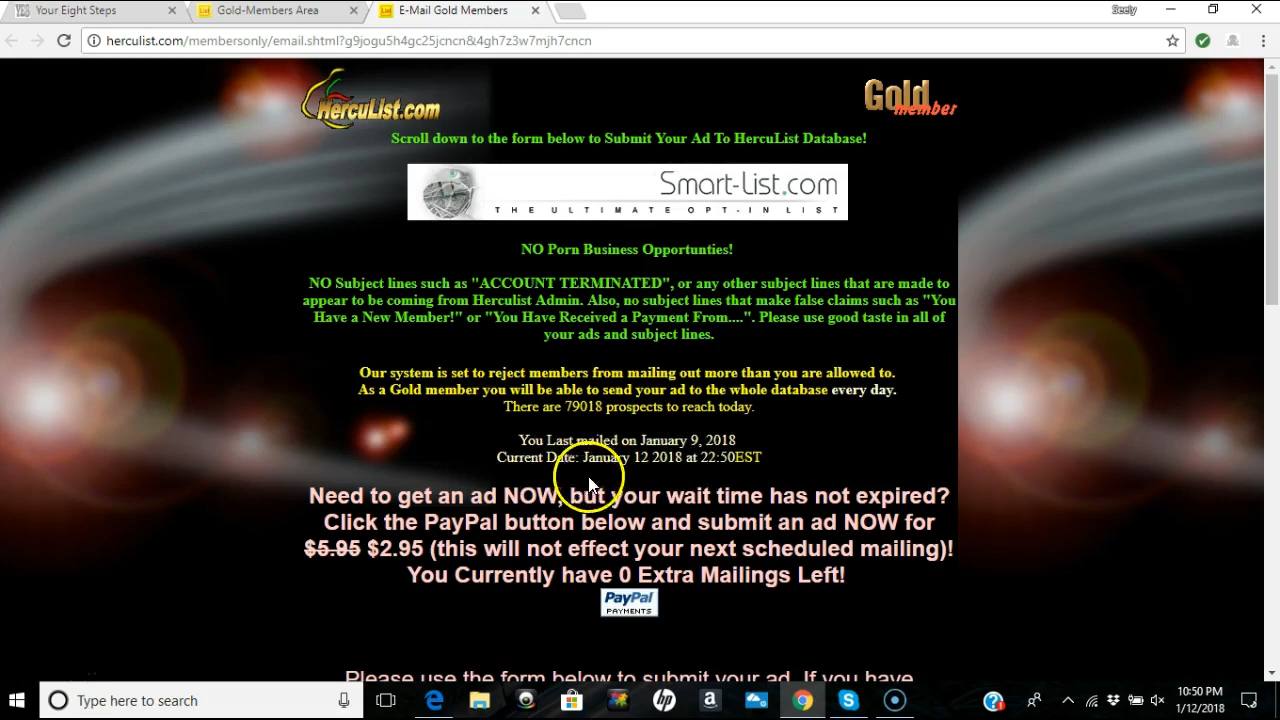 Your Eight Steps
Gold-Members Area
E-Mail Gold Members
Seely
herculist.com/membersonly/email.shtml?g9jogu5h4gc25jcncn&4gh7z3w7mjh7cncn
HercuList.com
Gold member
Scroll down to the form below to Submit Your Ad To HercuList Database!
Smart-List.com
THE ULTIMATE OPT-IN LIST
NO Porn Business Opportunties!
NO Subject lines such as "ACCOUNT TERMINATED", or any other subject lines that are made to
appear to be coming from Herculist Admin. Also, no subject lines that make false claims such as "You
Have a New Member!" or "You Have Received a Payment From....". Please use good taste in all of
your ads and subject lines.
Our system is set to reject members from mailing out more than you are allowed to.
As a Gold member you will be able to send your ad to the whole database every day.
There are 79018 prospects to reach today.
You Last mailed on January 9, 2018
Current Date: January 12 2018 at 22:50EST
Need to get an ad NOW, but your wait time has not expired?
Click the PayPal button below and submit an ad NOW for
$5.95 $2.95 (this will not effect your next scheduled mailing)!
You Currently have 0 Extra Mailings Left!
PayPal
PAYMENTS
Please use the form below to submit your ad. If you have
Type here to search
10:50 PM
1/12/2018